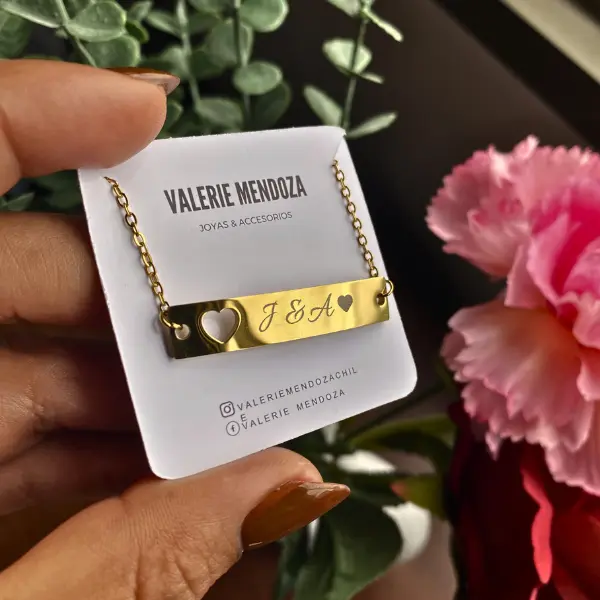 VALERIE MENDOZA
JOYAS & ACCESORIOS
J & A
VALERIEMENDOZACHIL
E
VALERIE MENDOZA